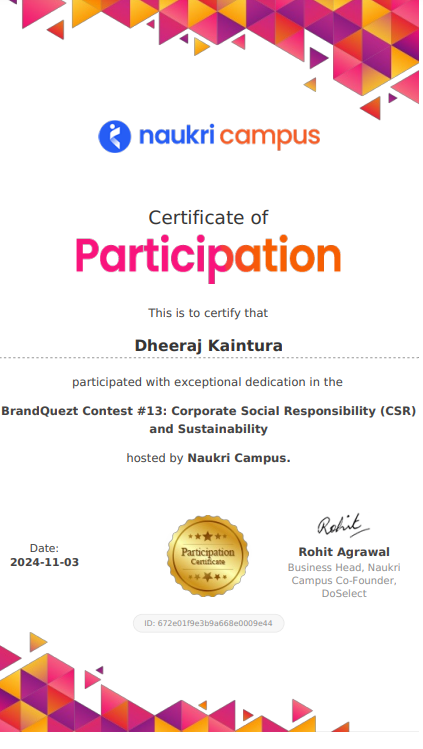 naukri campus
Certificate of
Participation
This is to certify that
Dheeraj Kaintura
participated with exceptional dedication in the
BrandQuezt Contest #13: Corporate Social Responsibility (CSR)
and Sustainability
hosted by Naukri Campus.
Date:
2024-11-03
Participation
Certificate
Rohit
Rohit Agrawal
Business Head, Naukri
Campus Co-Founder,
DoSelect
ID: 672e01f9e3b9a668e0009e44